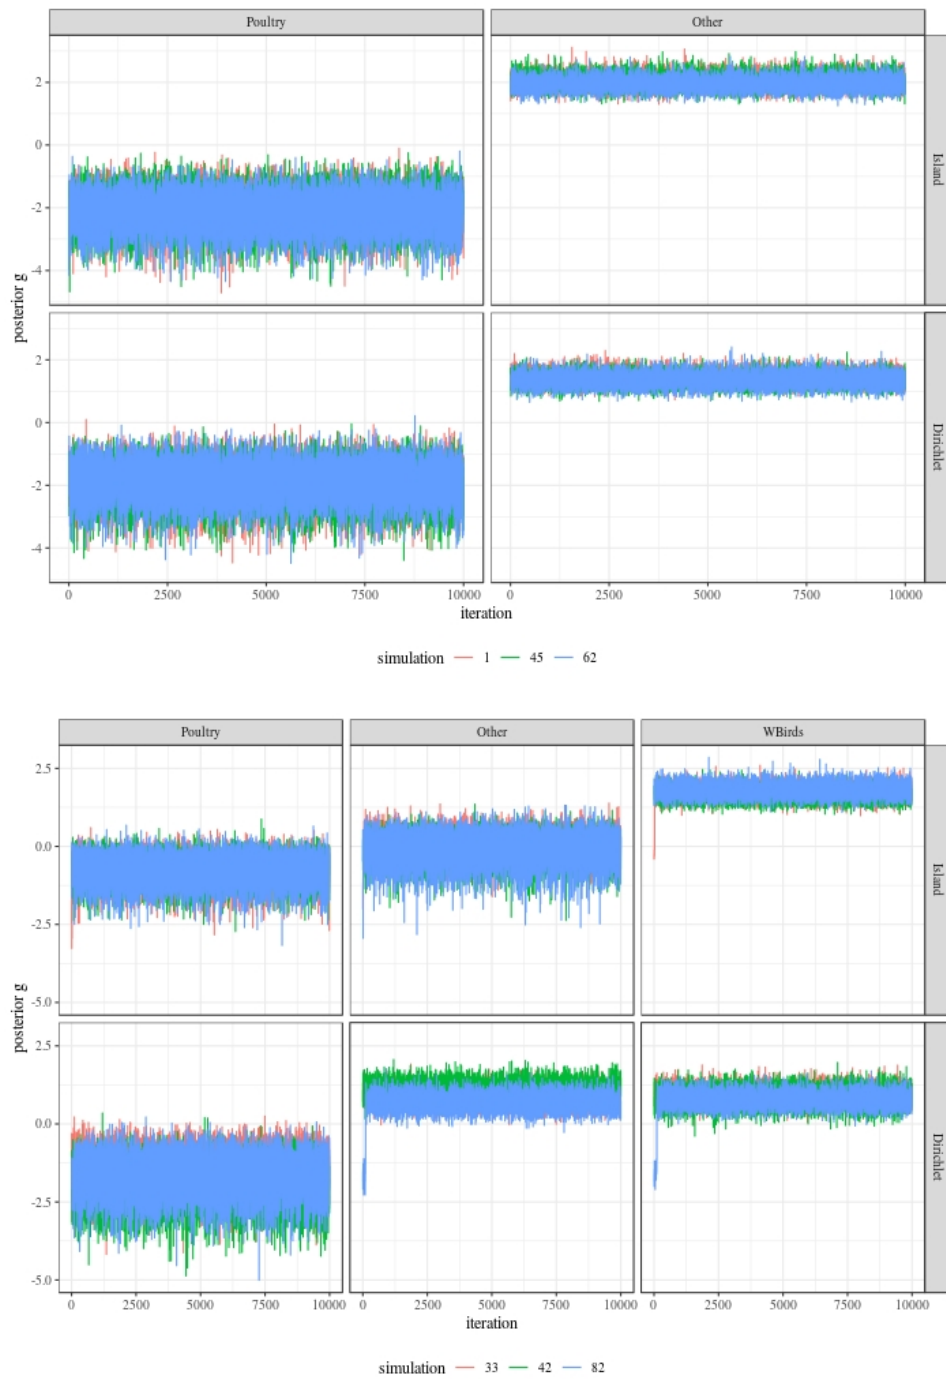 Poultry Other
2
0
-2
-4
Island
posterior g
2
0
-2
-4
Dirichlet
0 2500 5000 7500 10000 0 2500 5000 7500 10000
iteration
simulation 1 45 62
Poultry Other WBirds
2.5
0.0
-2.5
-5.0
Island
posterior g
2.5
0.0
-2.5
-5.0
Dirichlet
0 2500 5000 7500 10000 0 2500 5000 7500 10000 0 2500 5000 7500 10000
iteration
simulation 33 42 82